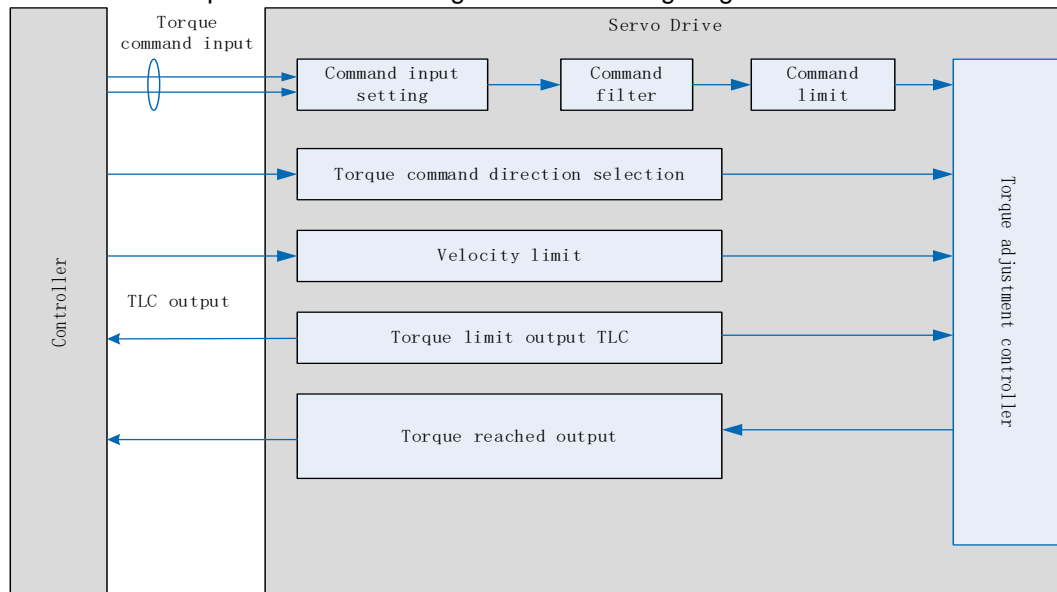 Torque
command input
Servo Drive
Command input
setting
Command
filter
Command
limit
Torque command direction selection
Velocity limit
TLC output
Torque limit output TLC
Torque reached output
Controller
Torque adjustment controller